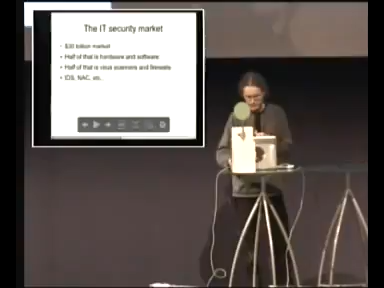 The IT security market
• $30 billion market
• Half of that is hardware and software
• Half of that is virus scanners and firewalls
• IDS, NAC, etc.